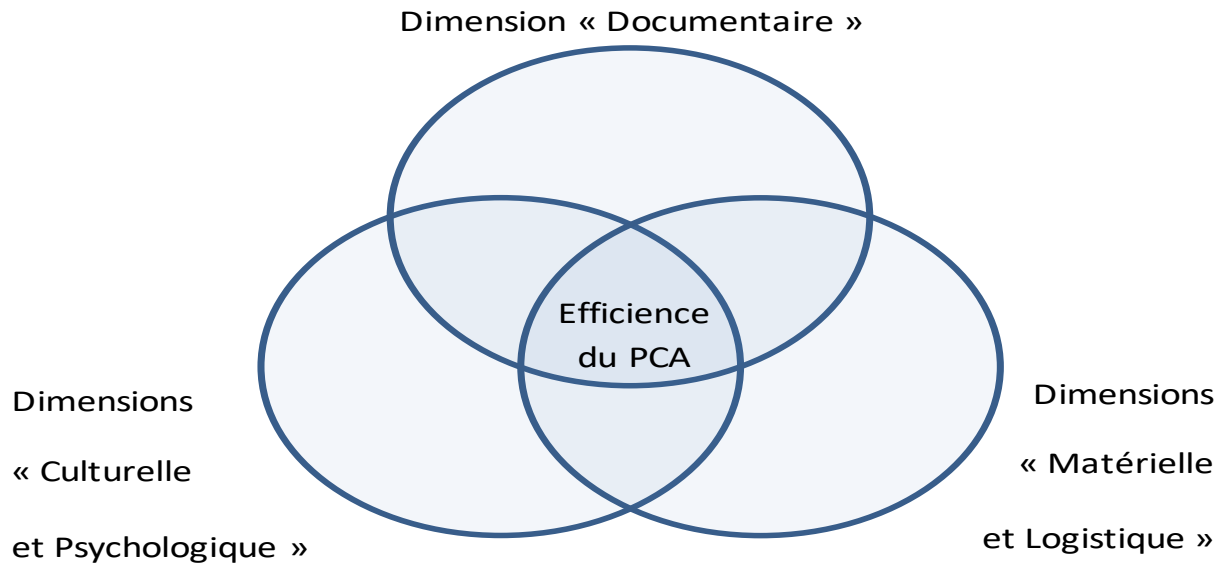 Dimension « Documentaire »
Efficience
du PCA
Dimensions
« Culturelle
et Psychologique »
Dimensions
« Matérielle
et Logistique »